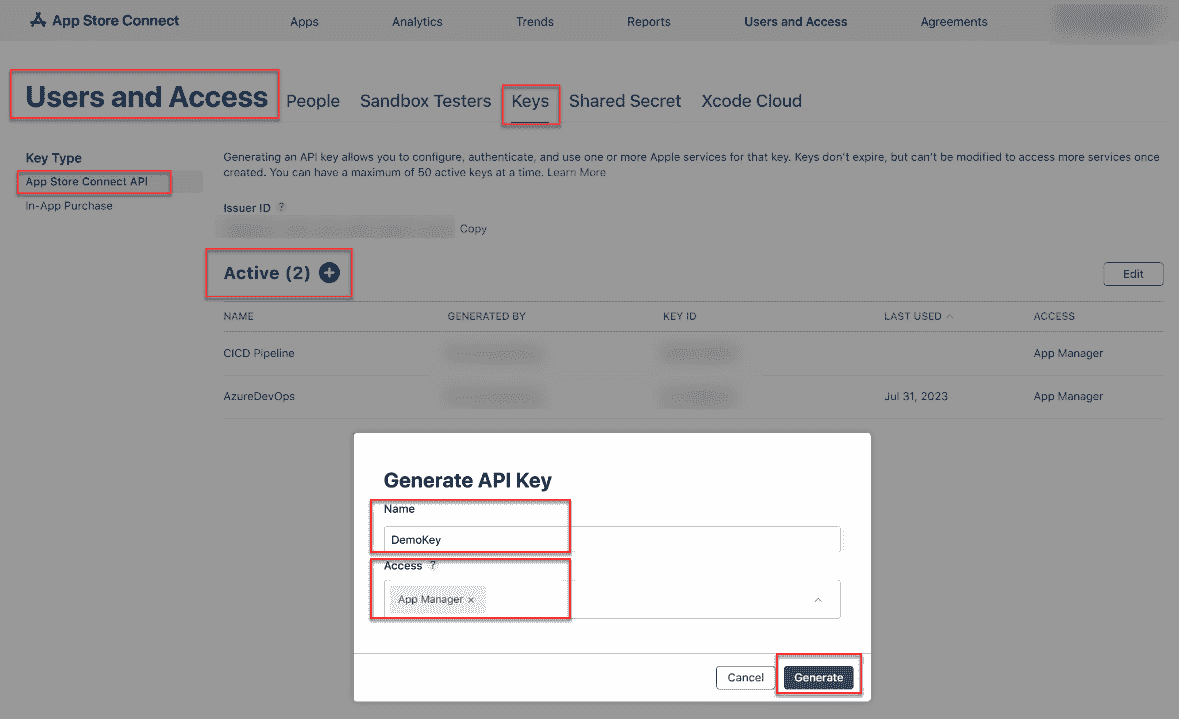 App Store Connect Apps Analytics Trends Reports Users and Access Agreements
Users and Access People Sandbox Testers Keys Shared Secret Xcode Cloud
Key Type
App Store Connect API
In-App Purchase
Generating an API key allows you to configure, authenticate, and use one or more Apple services for that key. Keys don't expire, but can't be modified to access more services once
created. You can have a maximum of 50 active keys at a time. Learn More
Issuer ID ?
Copy
Active (2) +
Edit
NAME GENERATED BY KEY ID LAST USED ACCESS
CICD Pipeline App Manager
AzureDevOps Jul 31, 2023 App Manager
Generate API Key
Name
DemoKey
Access ?
App Manager ×
Cancel Generate